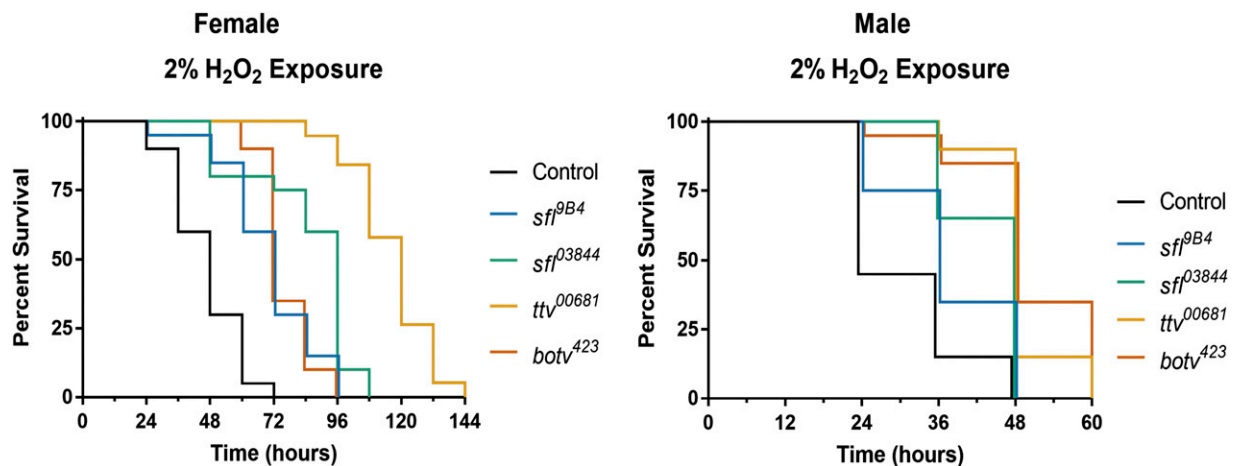 Female
2% H₂O₂ Exposure
100
75
50
25
0
Percent Survival
0 24 48 72 96 120 144
Time (hours)
Control
sfl⁹ᴮ⁴
sfl⁰³⁸⁴⁴
ttv⁰⁰⁶⁸¹
botv⁴²³
Male
2% H₂O₂ Exposure
100
75
50
25
0
Percent Survival
0 12 24 36 48 60
Time (hours)
Control
sfl⁹ᴮ⁴
sfl⁰³⁸⁴⁴
ttv⁰⁰⁶⁸¹
botv⁴²³